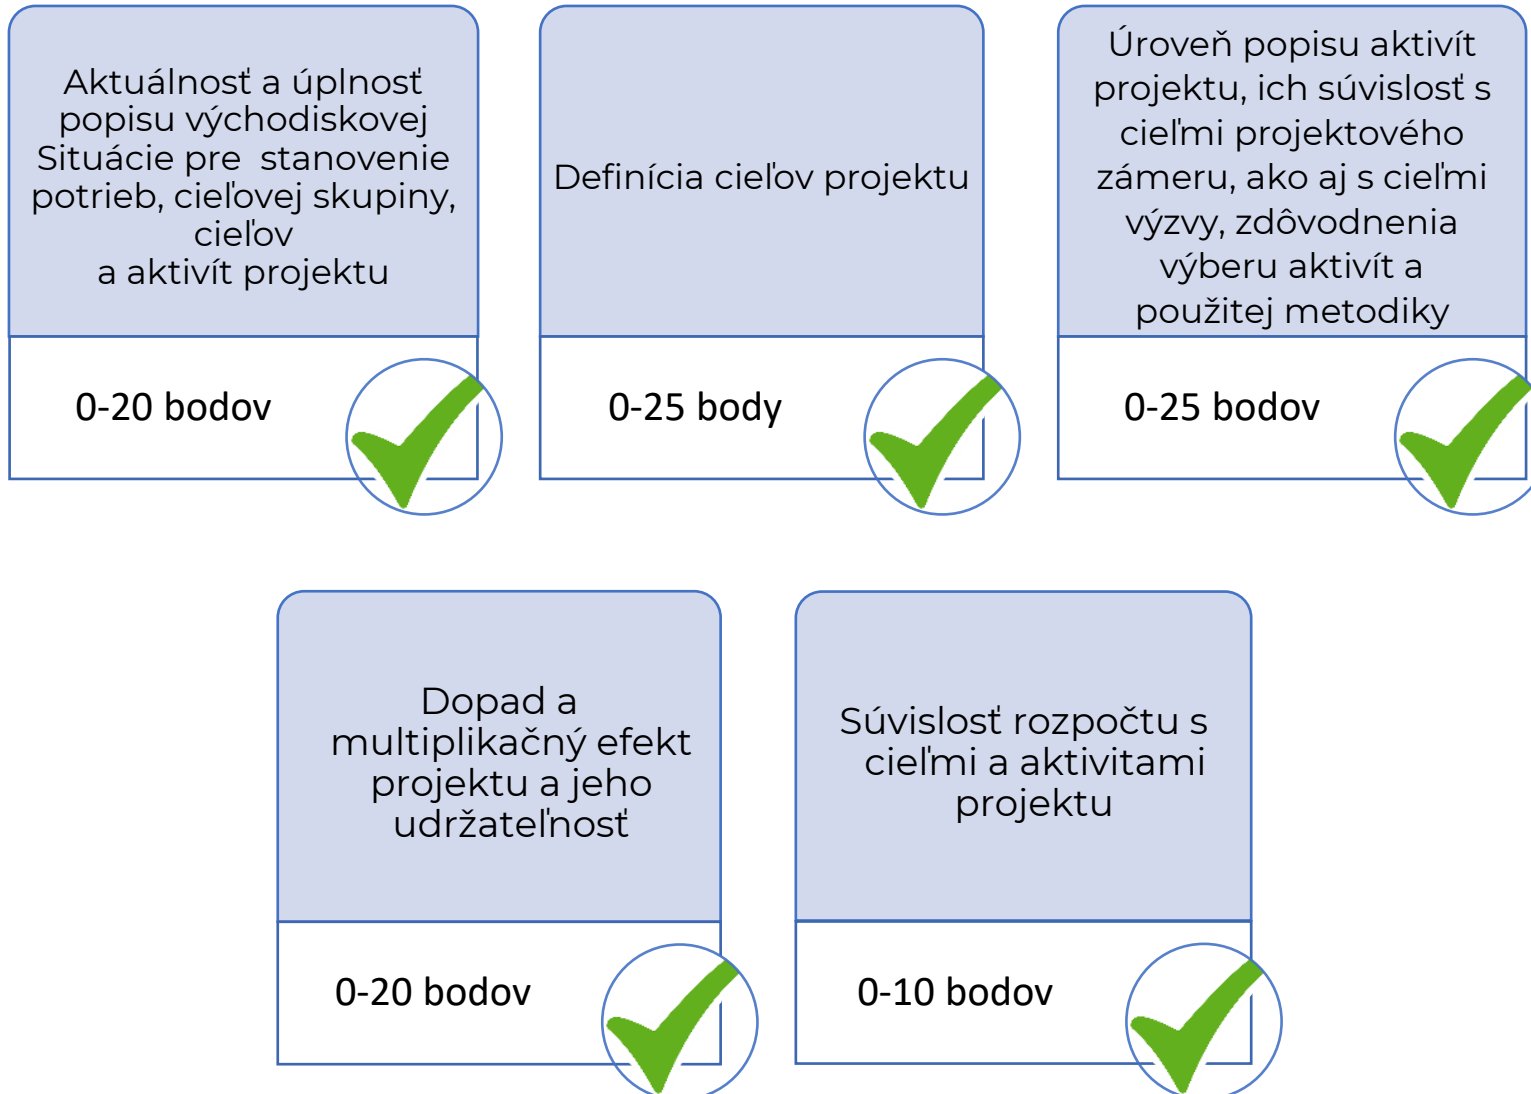 Aktuálnosť a úplnosť
popisu východiskovej
Situácie pre stanovenie
potrieb, cieľovej skupiny,
cieľov
a aktivít projektu
0-20 bodov
Definícia cieľov projektu
0-25 body
Úroveň popisu aktivít
projektu, ich súvislosť s
cieľmi projektového
zámeru, ako aj s cieľmi
výzvy, zdôvodnenia
výberu aktivít a
použitej metodiky
0-25 bodov
Dopad a
multiplikačný efekt
projektu a jeho
udržateľnosť
0-20 bodov
Súvislosť rozpočtu s
cieľmi a aktivitami
projektu
0-10 bodov